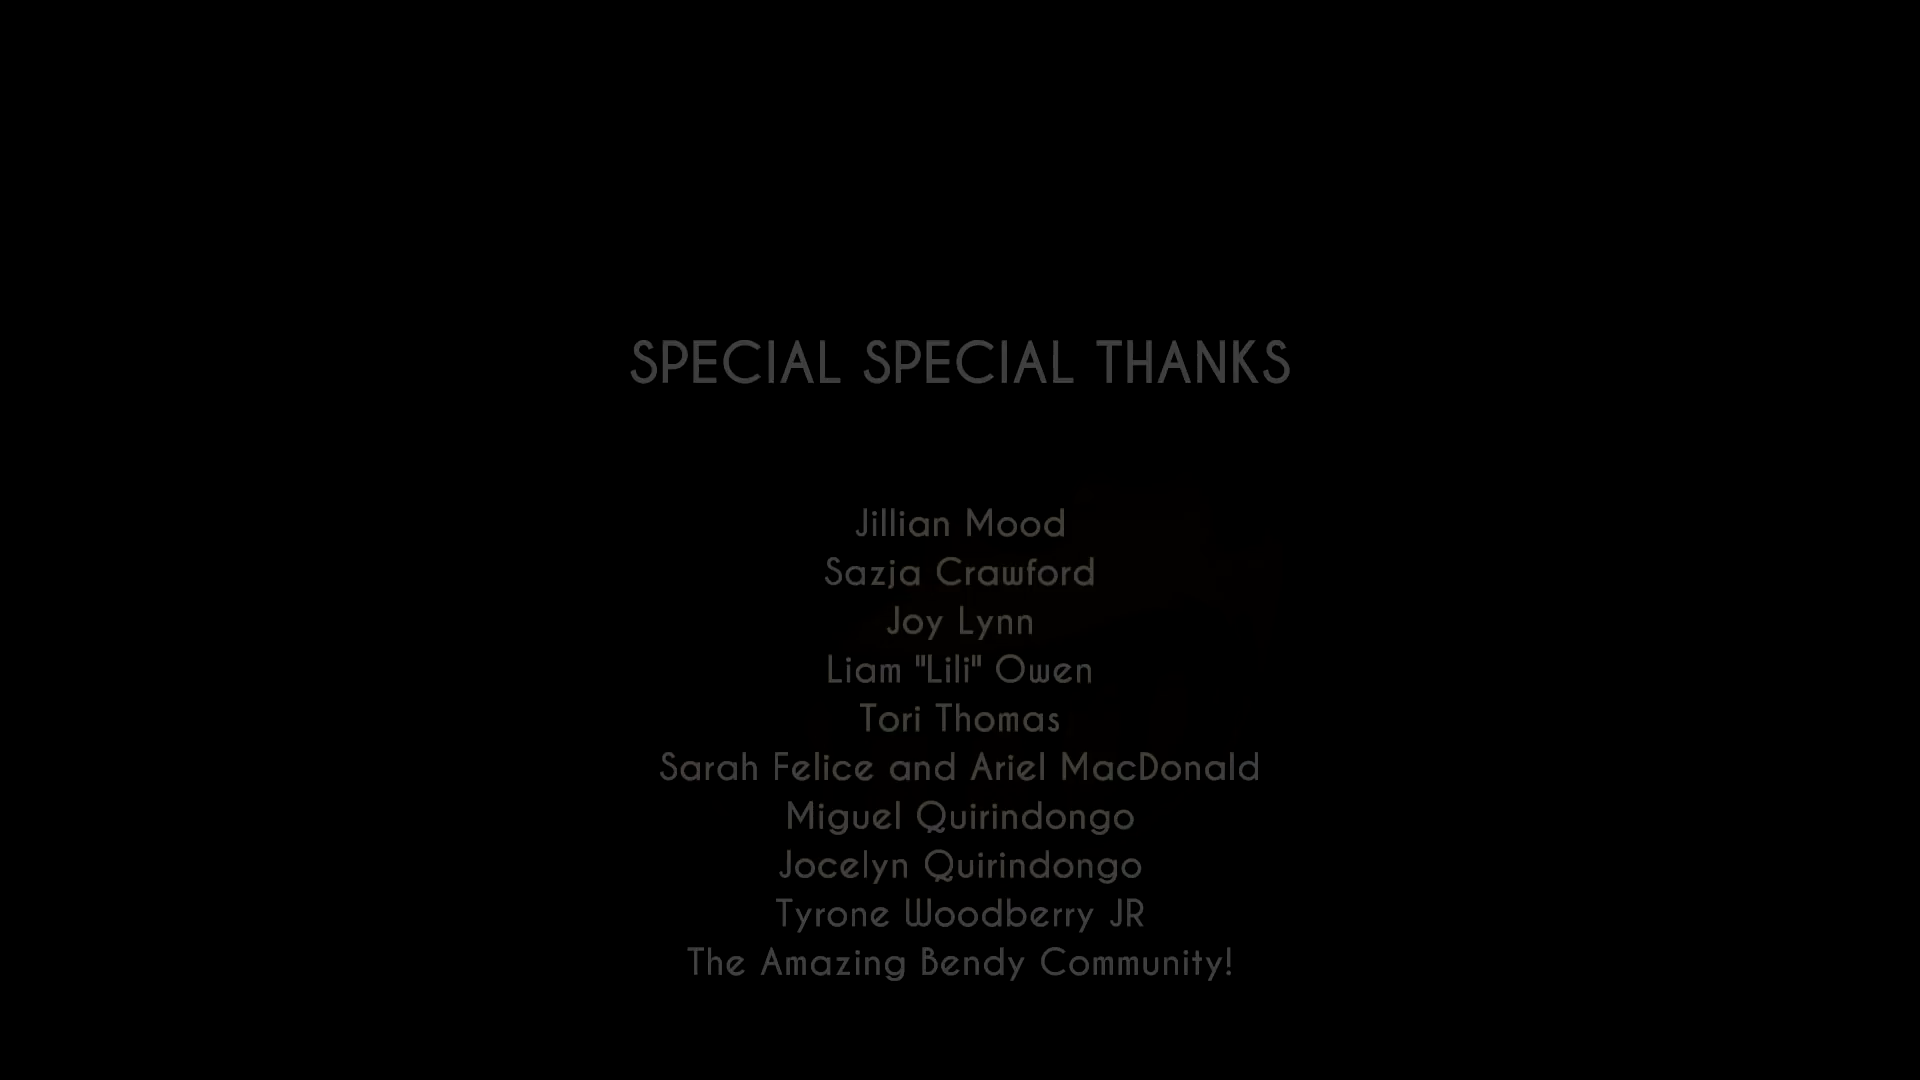 SPECIAL SPECIAL THANKS
Jillian Mood
Sazja Crawford
Joy Lynn
Liam "Lili" Owen
Tori Thomas
Sarah Felice and Ariel MacDonald
Miguel Quirindongo
Jocelyn Quirindongo
Tyrone Woodberry JR
The Amazing Bendy Community!